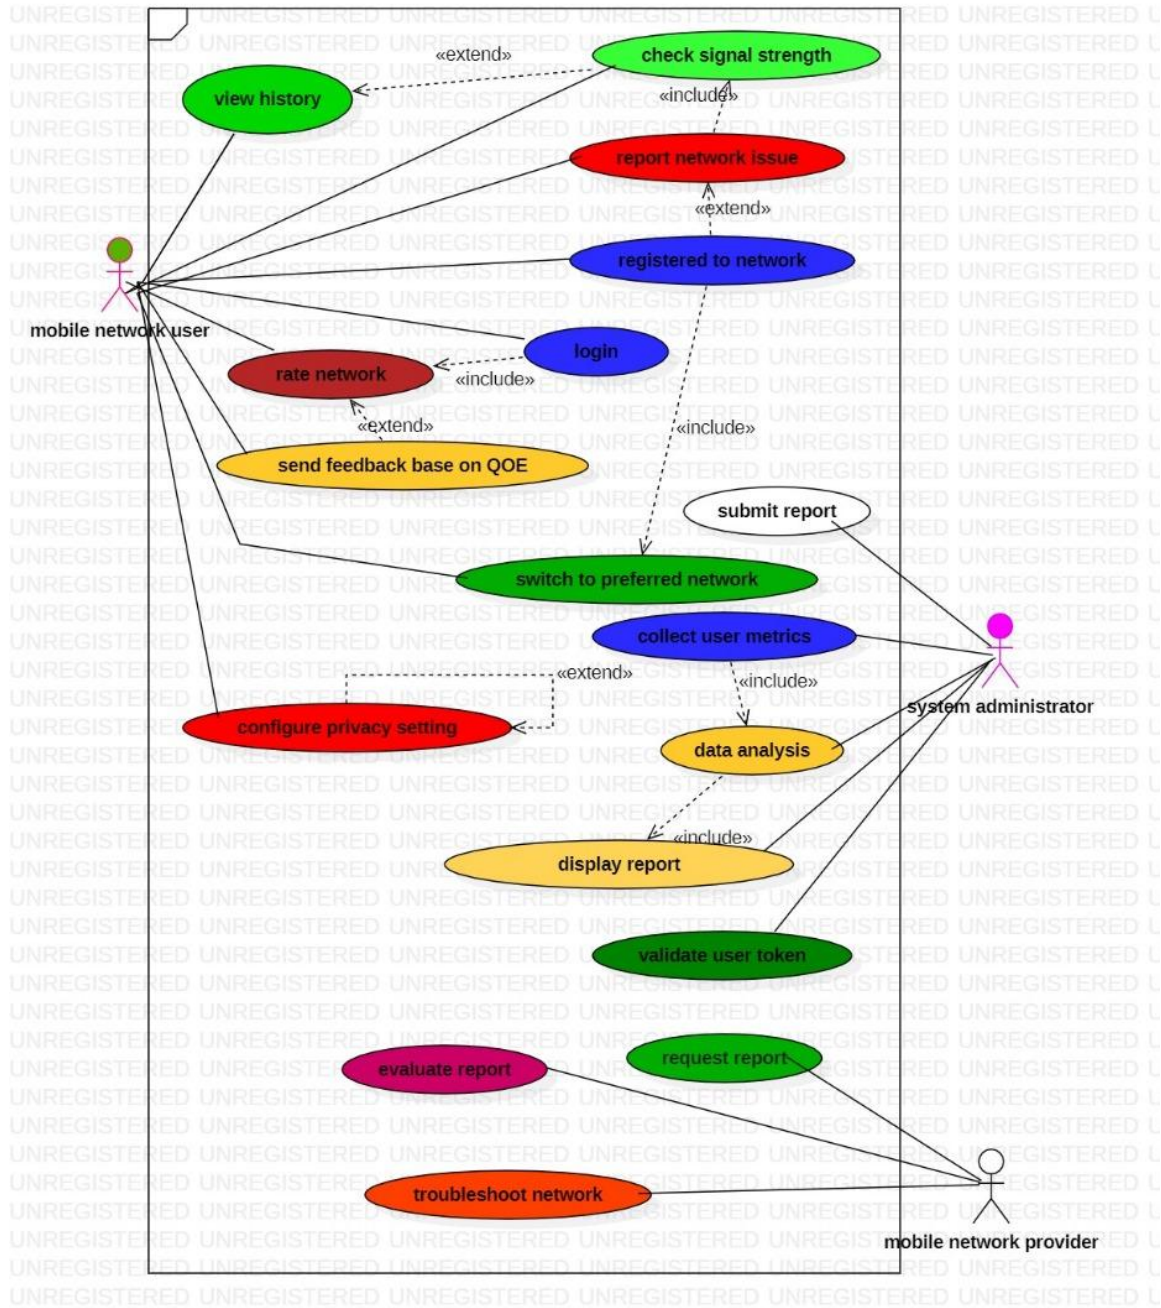 «extend»
check signal strength
view history
«include»
report network issue
«extend»
registered to network
mobile network user
login
rate network
«include»
«extend»
«include»
send feedback base on QOE
submit report
switch to preferred network
collect user metrics
«extend»
«include»
system administrator
configure privacy setting
data analysis
«include»
display report
validate user token
request report
evaluate report
troubleshoot network
mobile network provider
UNREGISTERED